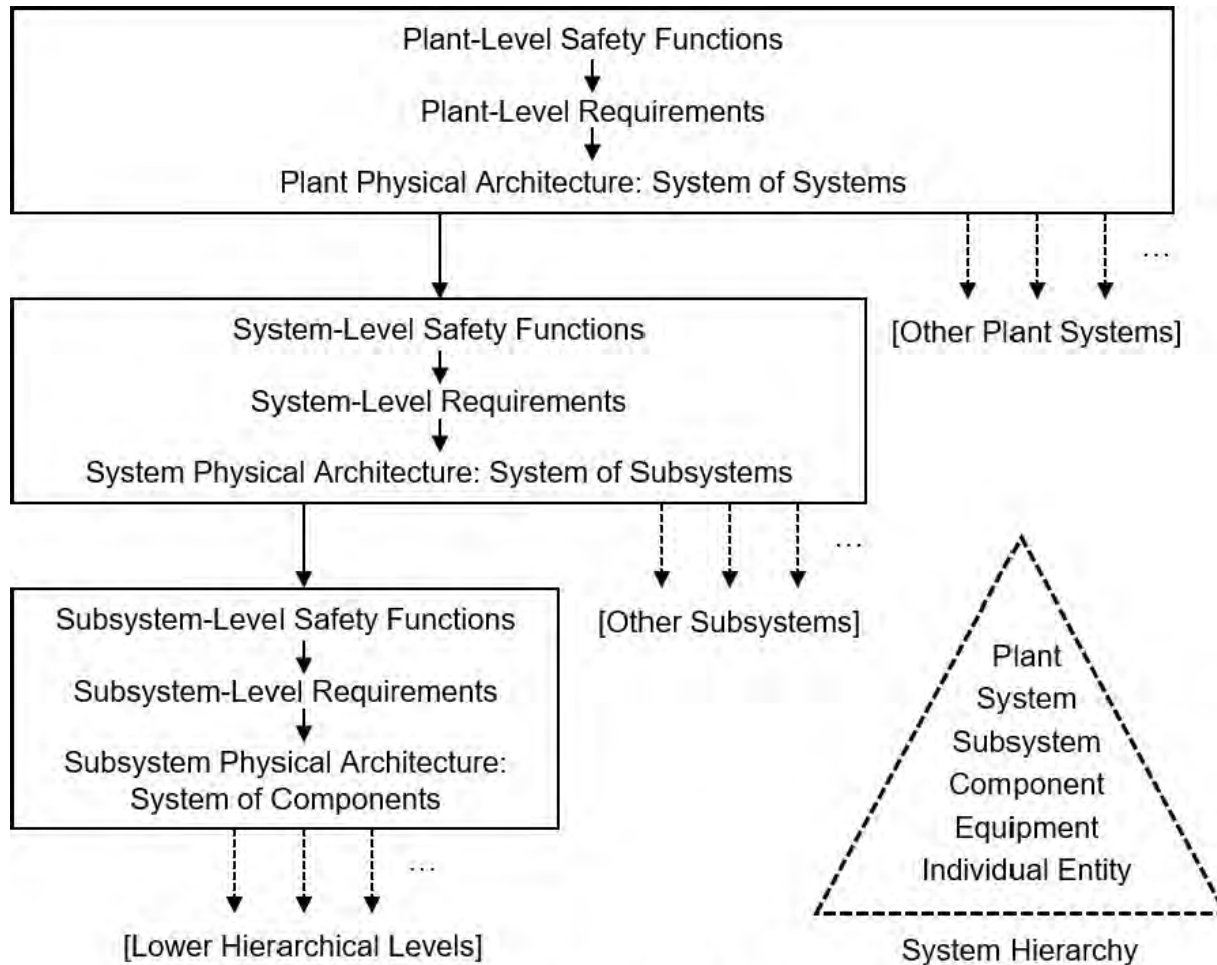 Plant-Level Safety Functions
Plant-Level Requirements
Plant Physical Architecture: System of Systems
...
[Other Plant Systems]
System-Level Safety Functions
System-Level Requirements
System Physical Architecture: System of Subsystems
...
[Other Subsystems]
Subsystem-Level Safety Functions
Subsystem-Level Requirements
Subsystem Physical Architecture:
System of Components
...
[Lower Hierarchical Levels]
Plant
System
Subsystem
Component
Equipment
Individual Entity
System Hierarchy